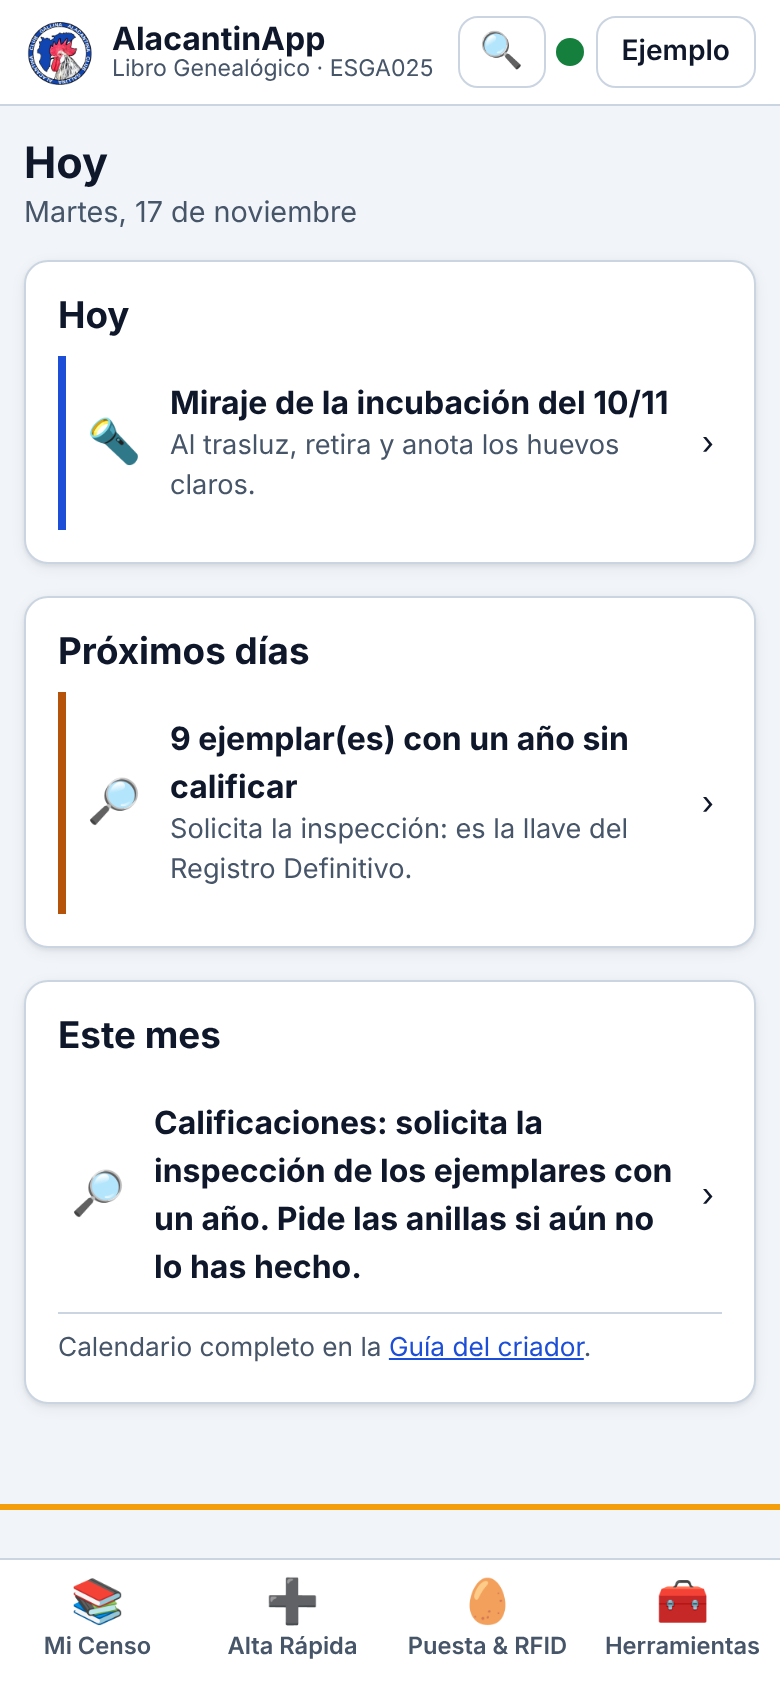 AlacantinApp
Libro Genealógico · ESGA025
Ejemplo
Hoy
Martes, 17 de noviembre
Hoy
Miraje de la incubación del 10/11
Al trasluz, retira y anota los huevos
claros.
›
Próximos días
9 ejemplar(es) con un año sin
calificar
Solicita la inspección: es la llave del
Registro Definitivo.
›
Este mes
Calificaciones: solicita la
inspección de los ejemplares con
un año. Pide las anillas si aún no
lo has hecho.
›
Calendario completo en la Guía del criador.
Mi Censo
Alta Rápida
Puesta & RFID
Herramientas